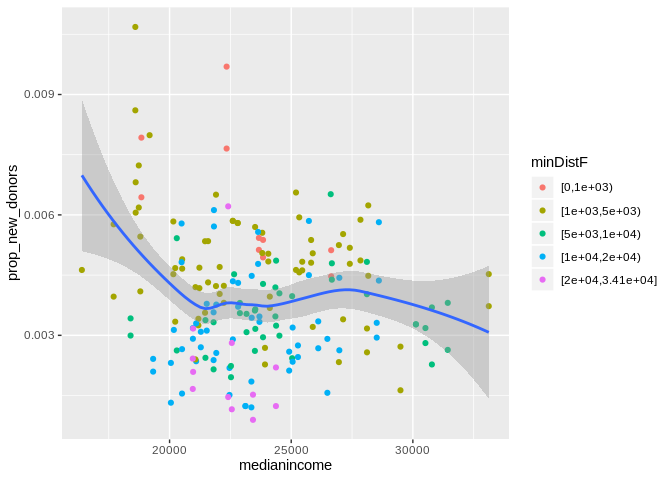 0.009
0.006
0.003
prop_new_donors
20000
25000
30000
medianincome
minDistF
[0,1e+03)
[1e+03,5e+03)
[5e+03,1e+04)
[1e+04,2e+04)
[2e+04,3.41e+04]